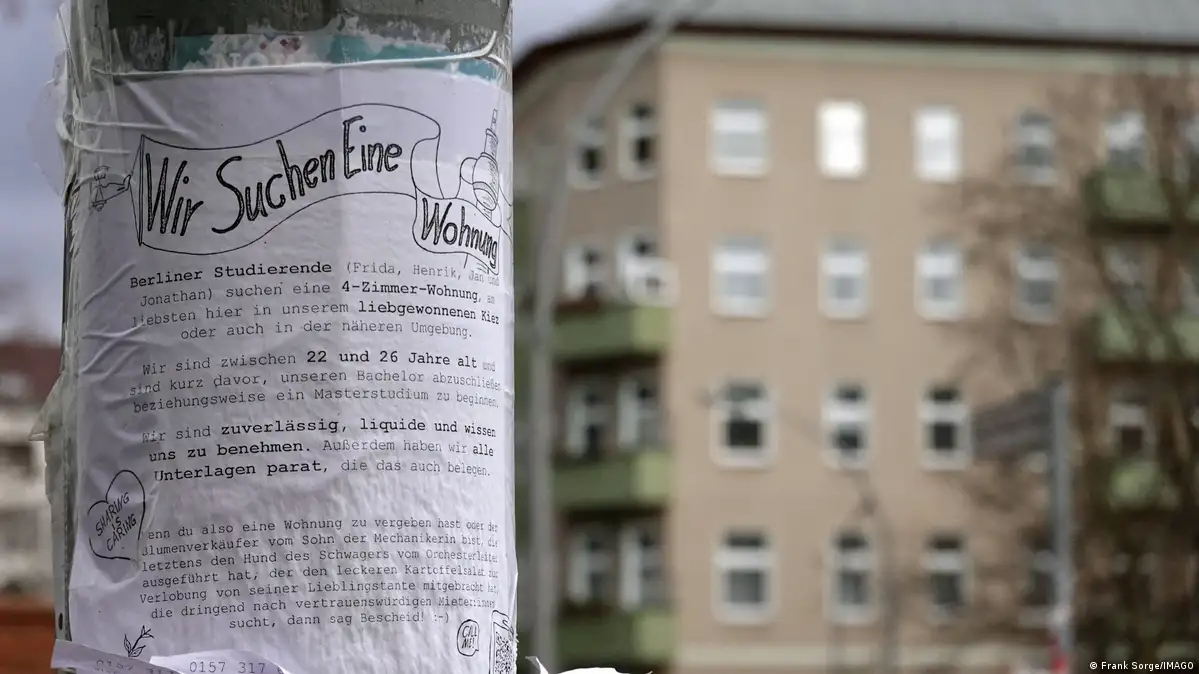 Wir Suchen Eine
Wohnung
Berliner Studierende (Frida, Henrik, Jan und
Jonathan) suchen eine 4-Zimmer-Wohnung, am
liebsten hier in unserem liebgewonnenen Kiez
oder auch in der näheren Umgebung.
Wir sind zwischen 22 und 26 Jahre alt und
sind kurz davor, unseren Bachelor abzuschließen
beziehungsweise ein Masterstudium zu beginnen.
Wir sind zuverlässig, liquide und wissen
uns zu benehmen. Außerdem haben wir alle
Unterlagen parat, die das auch belegen.
SHARING
IS
CARING
enn du also eine Wohnung zu vergeben hast oder der
Blumenverkäufer vom Sohn der Mechanikerin bist, die
letztens den Hund des Schwagers vom Orchesterleiter
ausgeführt hat, der den leckeren Kartoffelsalat zur
Verlobung von seiner Lieblingstante mitgebracht hat,
die dringend nach vertrauenswürdigen Mieter:innen
sucht, dann sag Bescheid! :-)
CALL
ME!
0157 317
© Frank Sorge/IMAGO